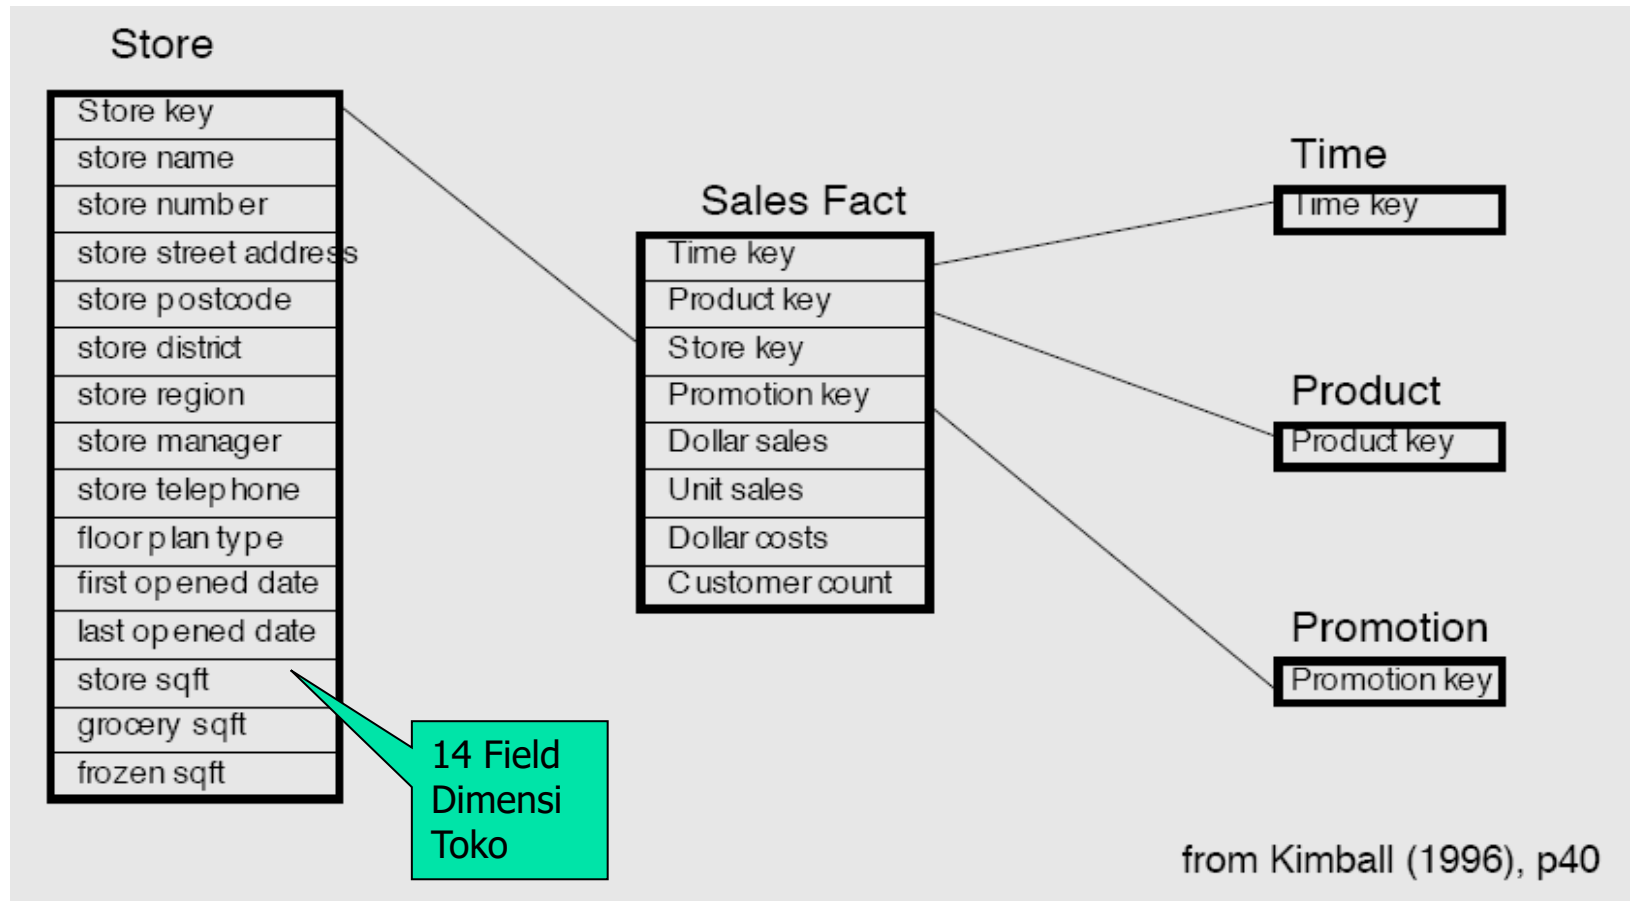 Store
Store key
store name
store number
store street address
store postcode
store district
store region
store manager
store telephone
floor plan type
first opened date
last opened date
store sqft
grocery sqft
frozen sqft
14 Field
Dimensi
Toko
Sales Fact
Time key
Product key
Store key
Promotion key
Dollar sales
Unit sales
Dollar costs
Customer count
Time
Time key
Product
Product key
Promotion
Promotion key
from Kimball (1996), p40